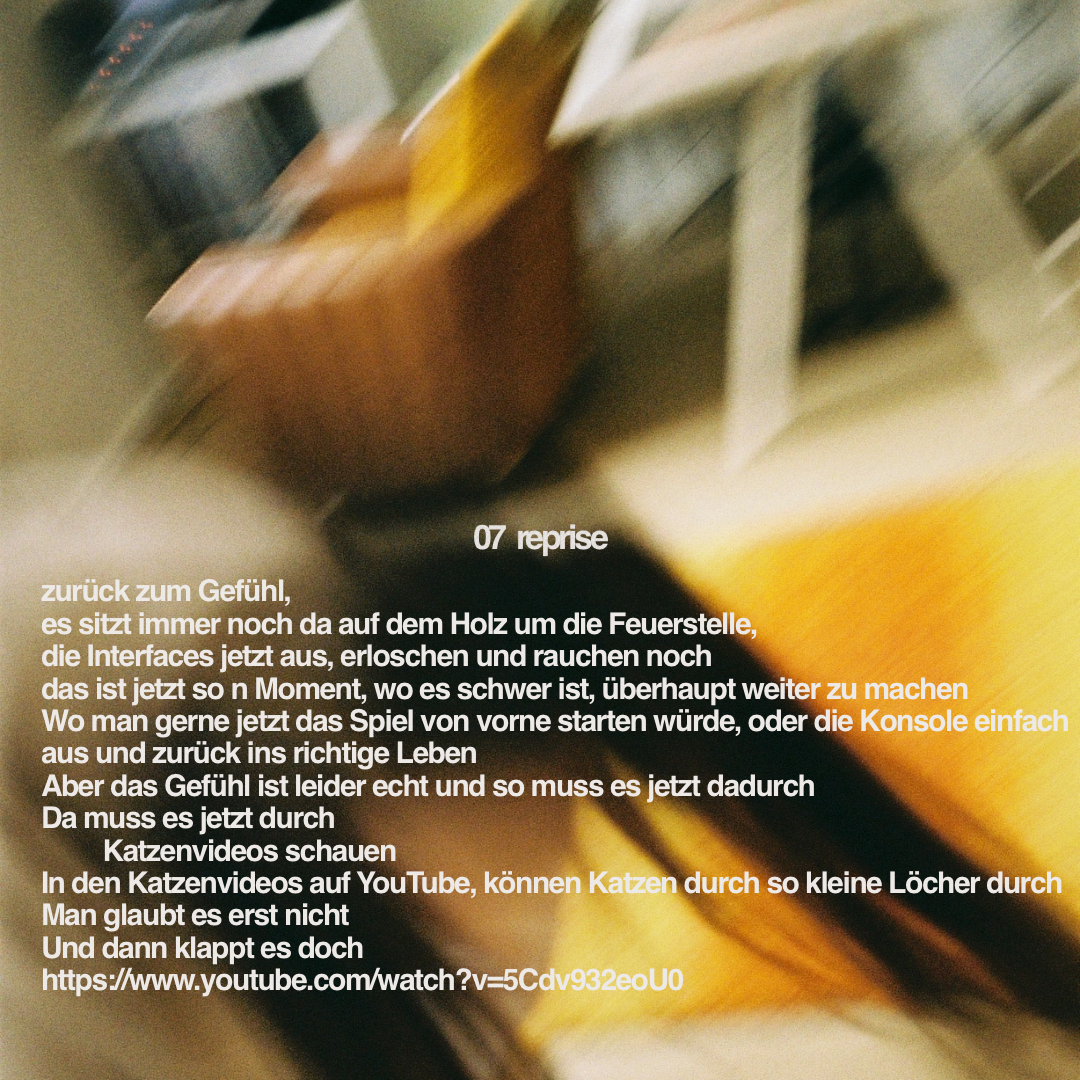 07 reprise
zurück zum Gefühl,
es sitzt immer noch da auf dem Holz um die Feuerstelle,
die Interfaces jetzt aus, erloschen und rauchen noch
das ist jetzt so n Moment, wo es schwer ist, überhaupt weiter zu machen
Wo man gerne jetzt das Spiel von vorne starten würde, oder die Konsole einfach
aus und zurück ins richtige Leben
Aber das Gefühl ist leider echt und so muss es jetzt dadurch
Da muss es jetzt durch
Katzenvideos schauen
In den Katzenvideos auf YouTube, können Katzen durch so kleine Löcher durch
Man glaubt es erst nicht
Und dann klappt es doch
https://www.youtube.com/watch?v=5Cdv932eoU0